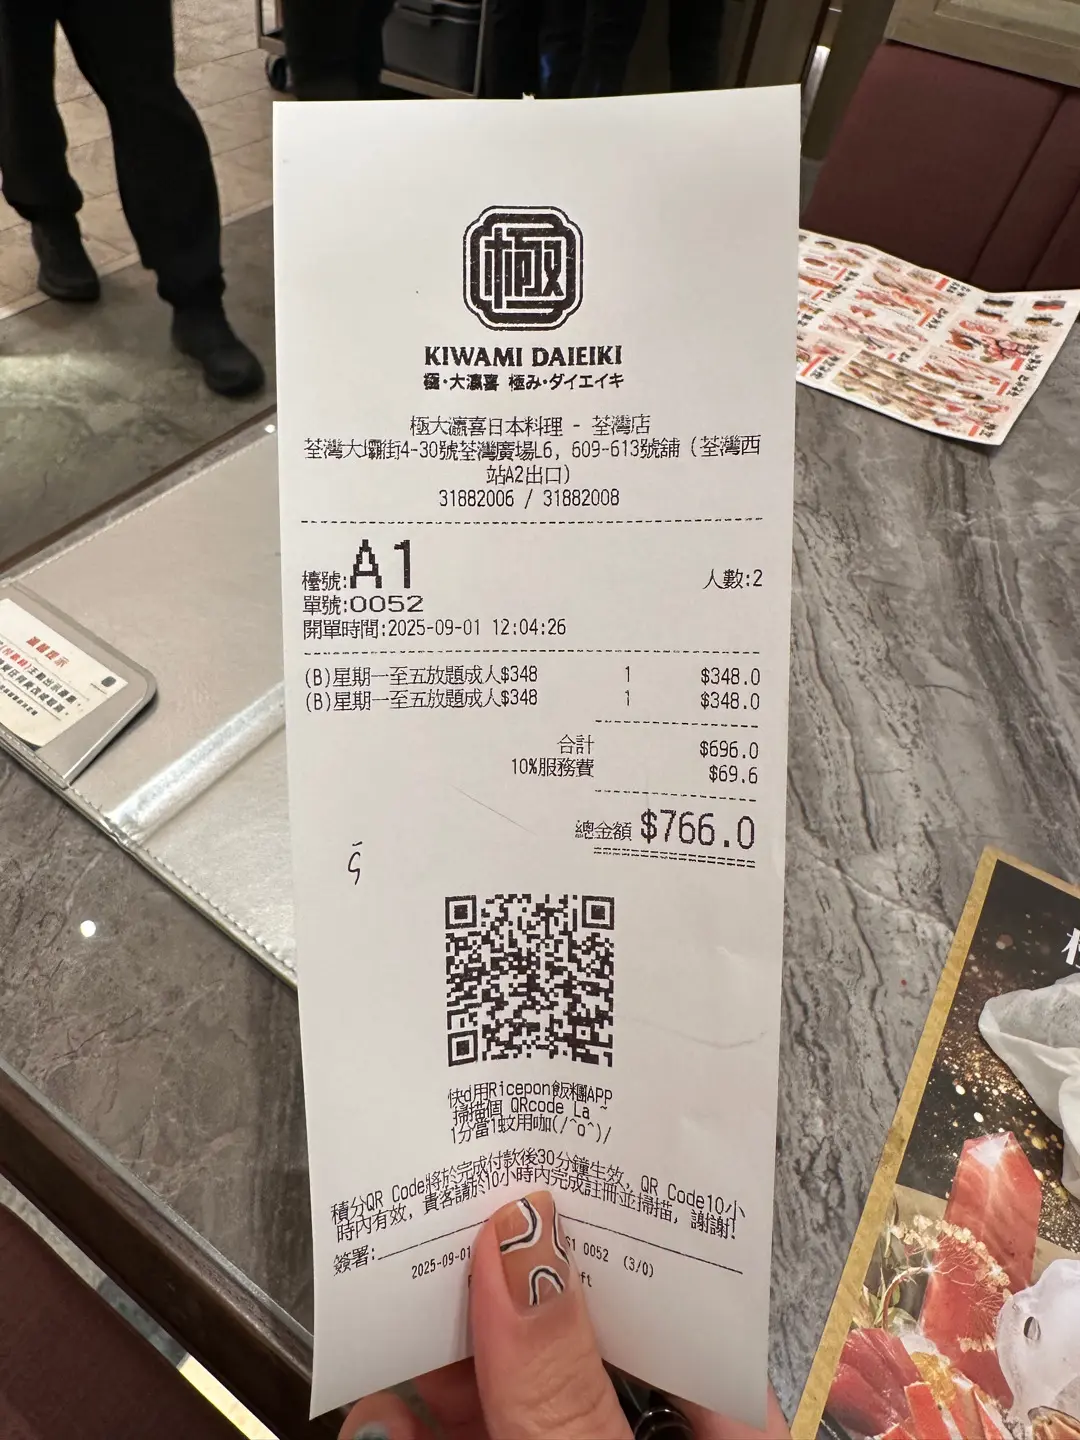 極
KIWAMI DAIEIKI
極・大瀛喜 極み・ダイエイキ
極大瀛喜日本料理 - 荃灣店
荃灣大壩街4-30號荃灣廣場L6, 609-613號舖 (荃灣西
站A2出口)
31882006 / 31882008
檯號:A1 人數:2
單號:0052
開單時間:2025-09-01 12:04:26
(B)星期一至五放題成人$348 1 $348.0
(B)星期一至五放題成人$348 1 $348.0
合計 $696.0
10%服務費 $69.6
總金額 $766.0
快d用Ricepon飯糰APP
掃描個 QRcode La ~
1分當1蚊用咖(/^o^)/
積分QR Code將於完成付款後30分鐘生效, QR Code10小
時內有效, 貴客請於10小時內完成註冊並掃描, 謝謝!
簽署:
2025-09-01 S1 0052 (3/0)
ft